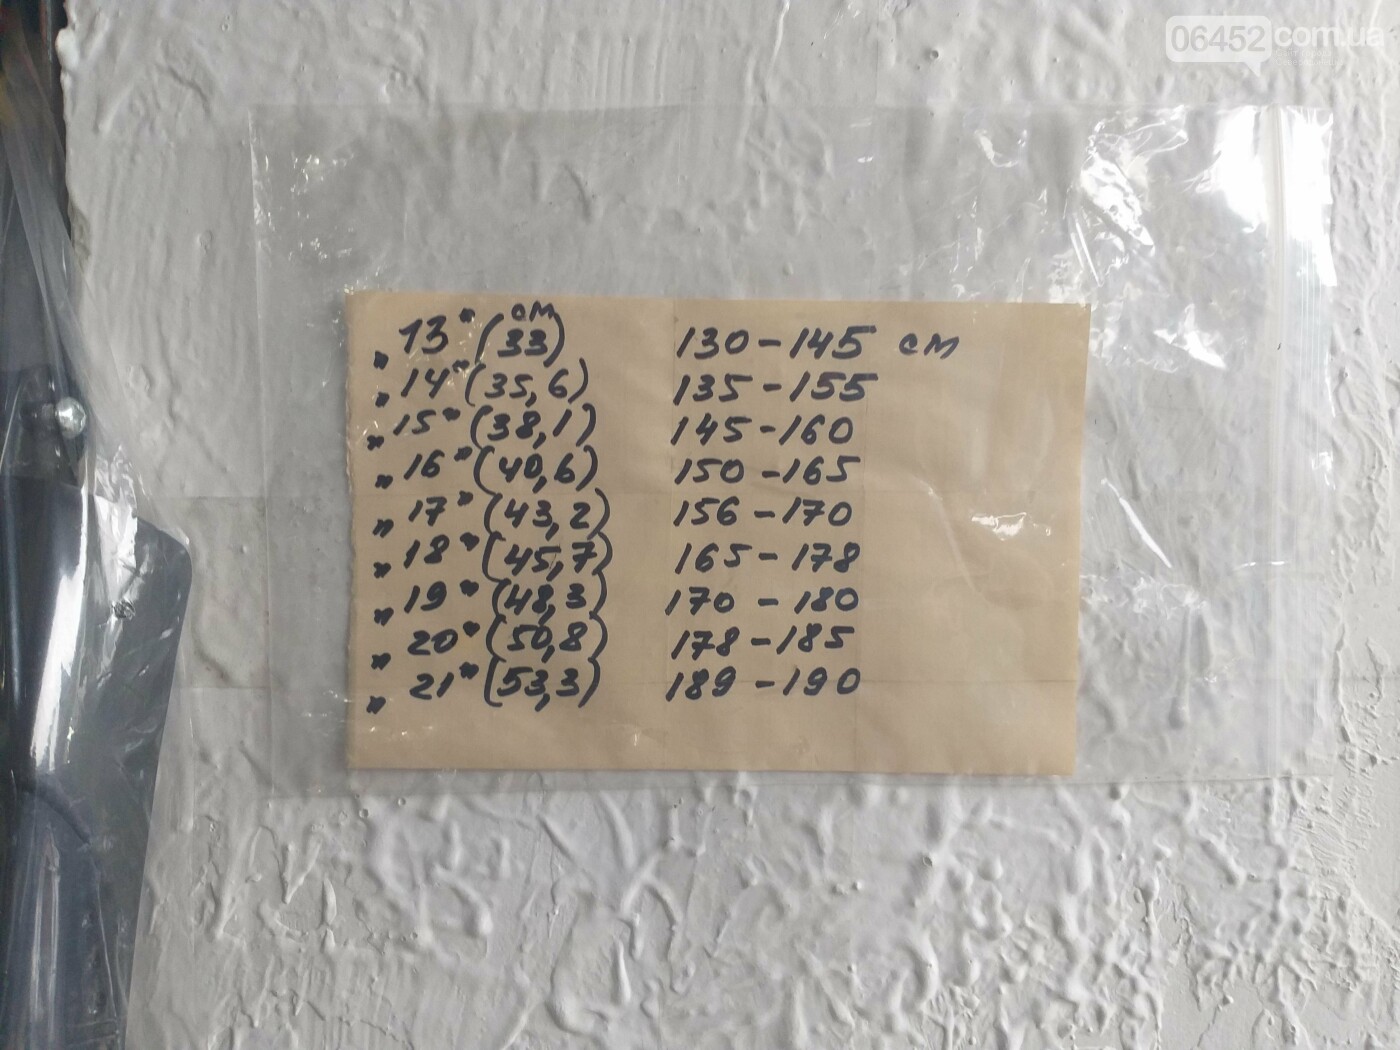 06452.com.ua
„13" (33) см 130-145 см
„14" (35,6) 135-155
„15" (38,1) 145-160
„16" (40,6) 150-165
„17" (43,2) 156-170
„18" (45,7) 165-178
„19" (48,3) 170-180
„20" (50,8) 178-185
„21" (53,3) 189-190